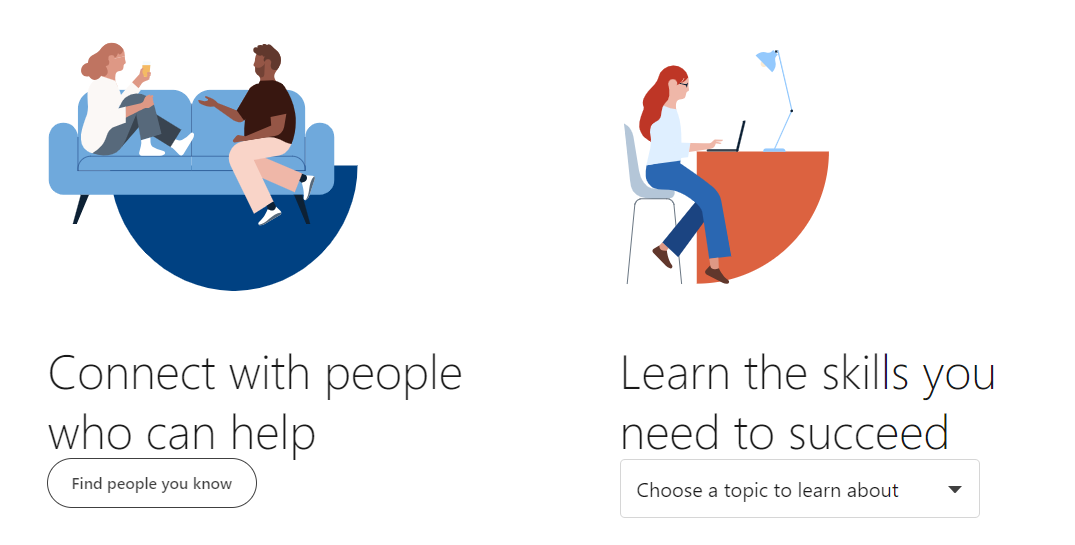 Connect with people
who can help
Find people you know
Learn the skills you
need to succeed
Choose a topic to learn about